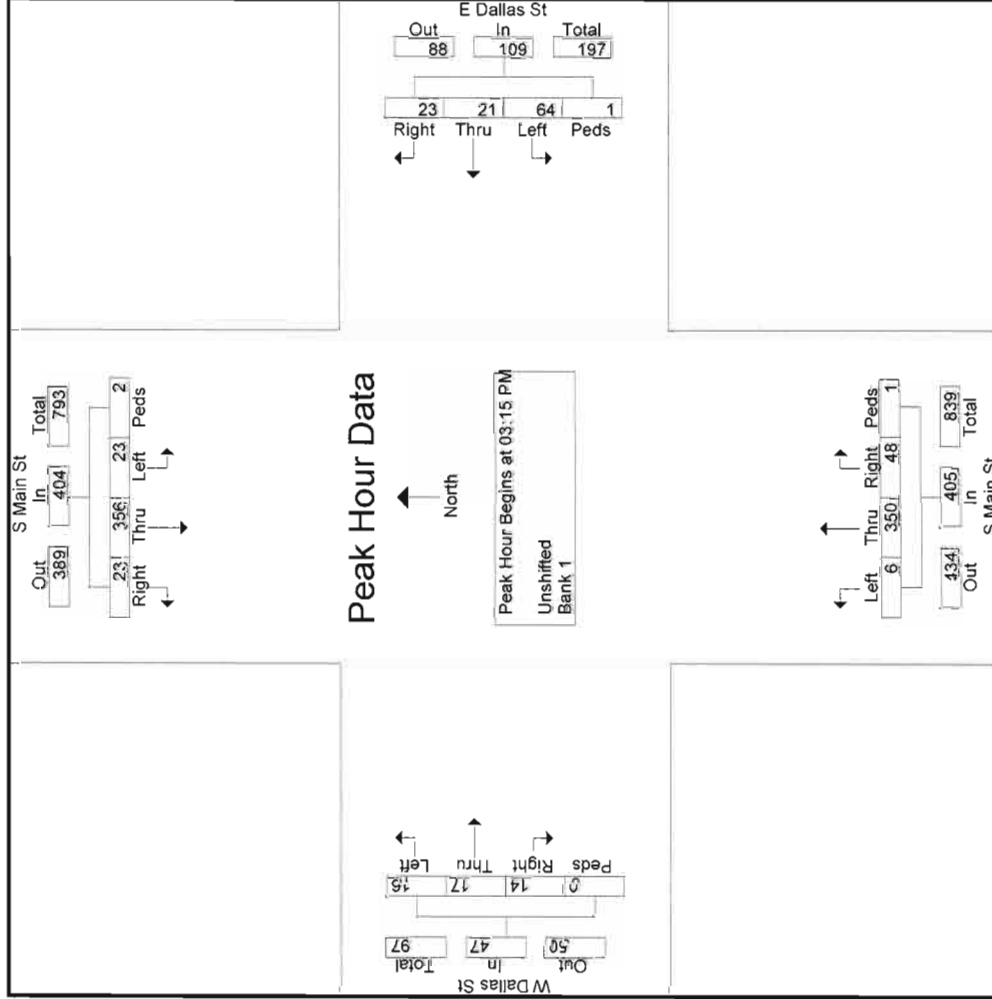 E Dallas St
Out In Total
88 109 197
23 21 64 1
Right Thru Left Peds
S Main St
Out In Total
389 404 793
23 356 23 2
Right Thru Left Peds
Peak Hour Data
North
Peak Hour Begins at 03:15 PM
Unshifted
Bank 1
Left Thru Right Peds
6 350 48 1
434 405 839
Out In Total
S Main St
Peds Right Thru Left
0 14 17 16
50 47 97
Out In Total
W Dallas St